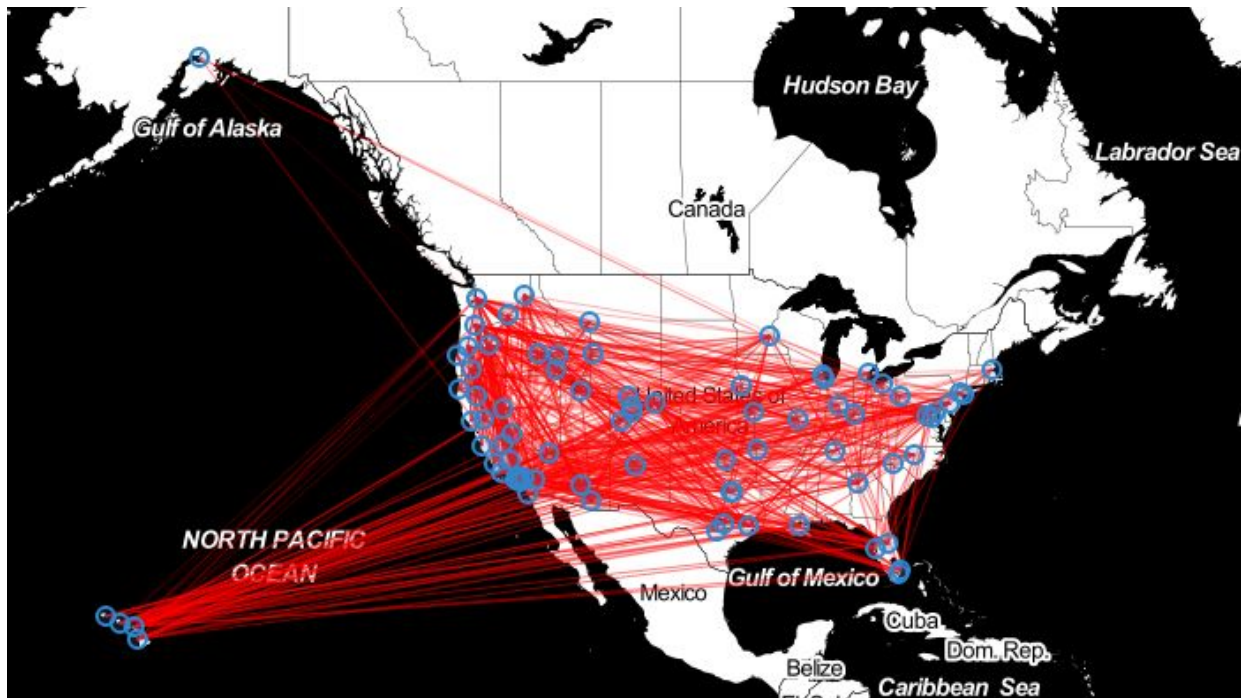 Hudson Bay
Gulf of Alaska
Labrador Sea
Canada
United States of
America
NORTH PACIFIC
OCEAN
Gulf of Mexico
Mexico
Cuba
Dom. Rep.
Belize
Caribbean Sea